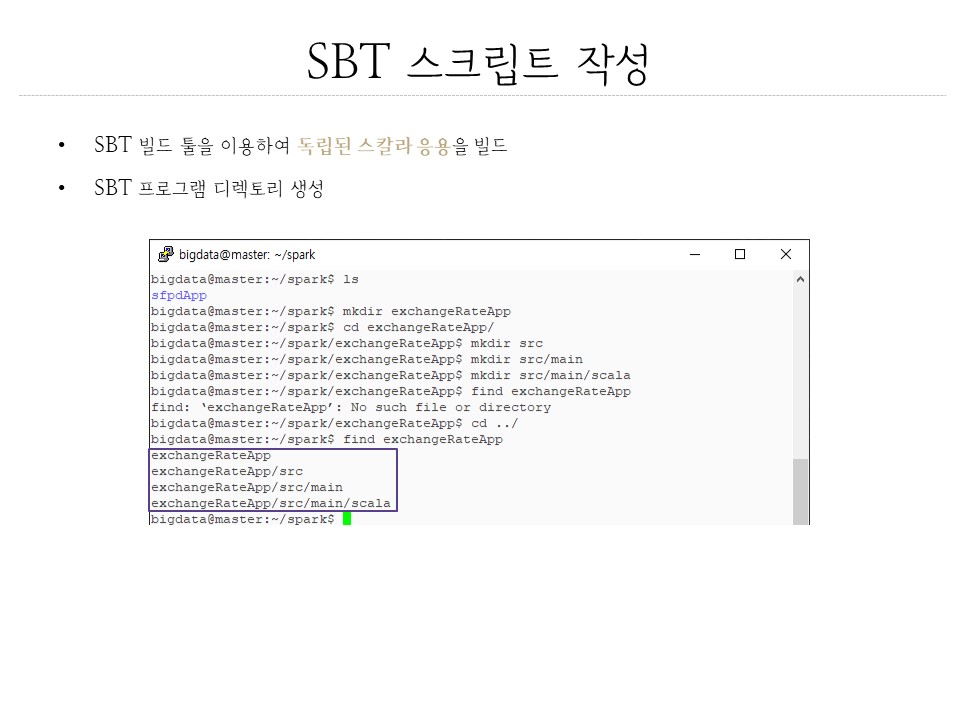 SBT 스크립트 작성
• SBT 빌드 툴을 이용하여 독립된 스칼라 응용을 빌드
• SBT 프로그램 디렉토리 생성
bigdata@master: ~/spark
bigdata@master:~/spark$ ls
sfpdApp
bigdata@master:~/spark$ mkdir exchangeRateApp
bigdata@master:~/spark$ cd exchangeRateApp/
bigdata@master:~/spark/exchangeRateApp$ mkdir src
bigdata@master:~/spark/exchangeRateApp$ mkdir src/main
bigdata@master:~/spark/exchangeRateApp$ mkdir src/main/scala
bigdata@master:~/spark/exchangeRateApp$ find exchangeRateApp
find: ‘exchangeRateApp’: No such file or directory
bigdata@master:~/spark/exchangeRateApp$ cd ../
bigdata@master:~/spark$ find exchangeRateApp
exchangeRateApp
exchangeRateApp/src
exchangeRateApp/src/main
exchangeRateApp/src/main/scala
bigdata@master:~/spark$